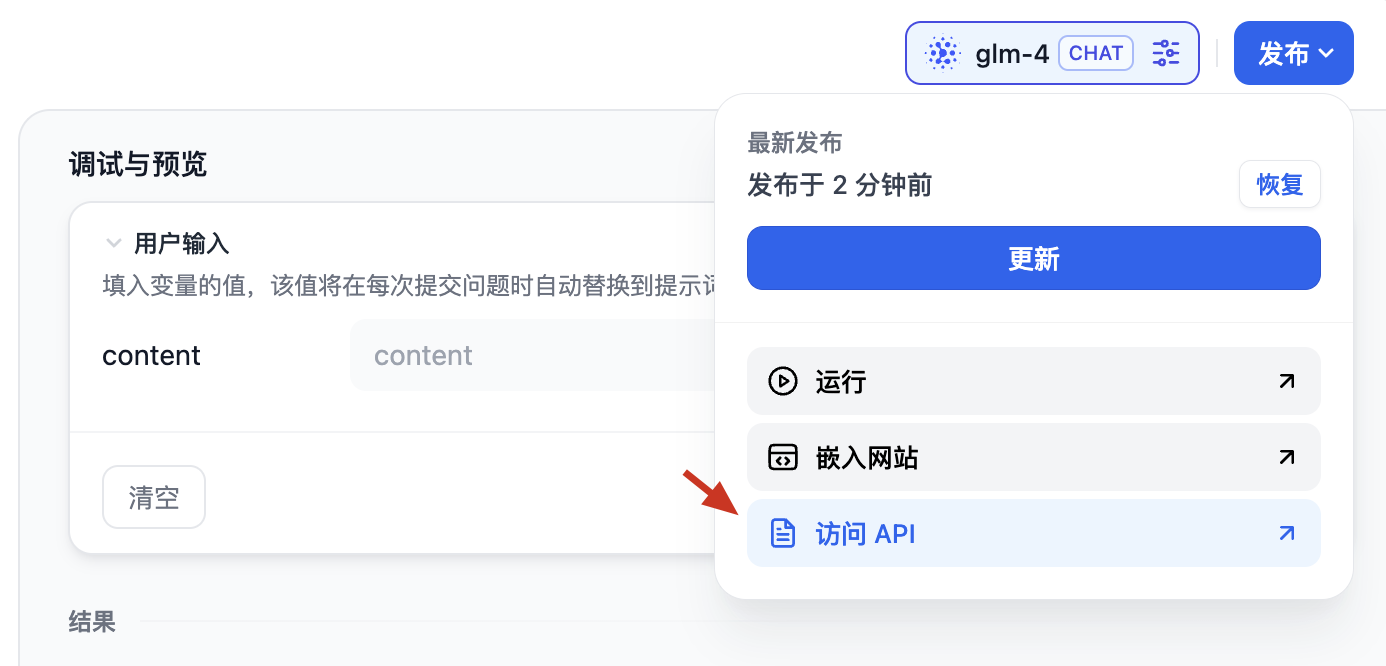 glm-4 CHAT 发布
调试与预览
最新发布
发布于 2 分钟前 恢复
更新
用户输入
填入变量的值，该值将在每次提交问题时自动替换到提示
content content
运行
嵌入网站
清空
访问 API
结果